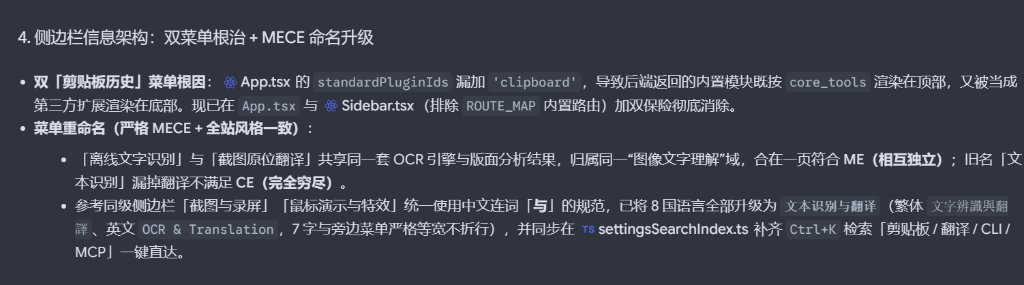 4. 侧边栏信息架构：双菜单根治 + MECE 命名升级
• 双「剪贴板历史」菜单根因： App.tsx 的 standardPluginIds 漏加 'clipboard'，导致后端返回的内置模块既按 core_tools 渲染在顶部，又被当成
第三方扩展渲染在底部。现已在 App.tsx 与 Sidebar.tsx（排除 ROUTE_MAP 内置路由）加双保险彻底消除。
• 菜单重命名（严格 MECE + 全站风格一致）：
• 「离线文字识别」与「截图原位翻译」共享同一套 OCR 引擎与版面分析结果，归属同一“图像文字理解”域，合在一页符合 ME（相互独立）；旧名「文
本识别」漏掉翻译不满足 CE（完全穷尽）。
• 参考同级侧边栏「截图与录屏」「鼠标演示与特效」统一使用中文连词「与」的规范，已将 8 国语言全部升级为 文本识别与翻译（繁体 文字辨識與翻
譯、英文 OCR & Translation，7 字与旁边菜单严格等宽不折行），并同步在 TS settingsSearchIndex.ts 补齐 Ctrl+K 检索「剪贴板 / 翻译 / CLI /
MCP」一键直达。